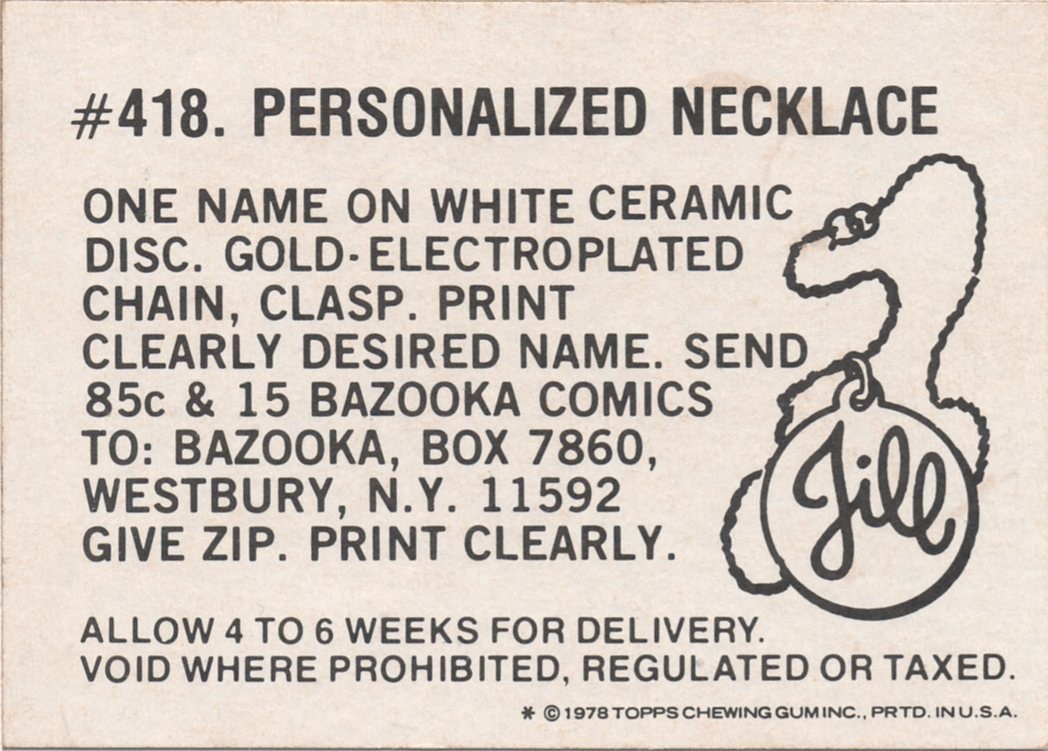 #418. PERSONALIZED NECKLACE
ONE NAME ON WHITE CERAMIC
DISC. GOLD-ELECTROPLATED
CHAIN, CLASP. PRINT
CLEARLY DESIRED NAME. SEND
85c & 15 BAZOOKA COMICS
TO: BAZOOKA, BOX 7860,
WESTBURY, N.Y. 11592
GIVE ZIP. PRINT CLEARLY.
Jill
ALLOW 4 TO 6 WEEKS FOR DELIVERY.
VOID WHERE PROHIBITED, REGULATED OR TAXED.
* © 1978 TOPPS CHEWING GUM INC., PRTD. IN U.S.A.